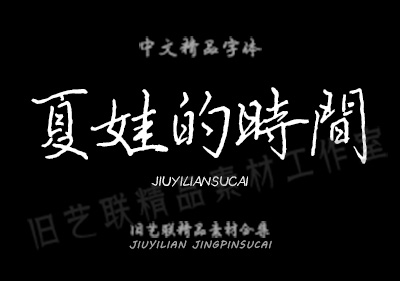 中文精品字体
夏娃的時間
JIUYILIANSUCAI
旧艺联精品素材工作室
旧艺联精品素材合集
JIUYILIAN JINGPINSUCAI